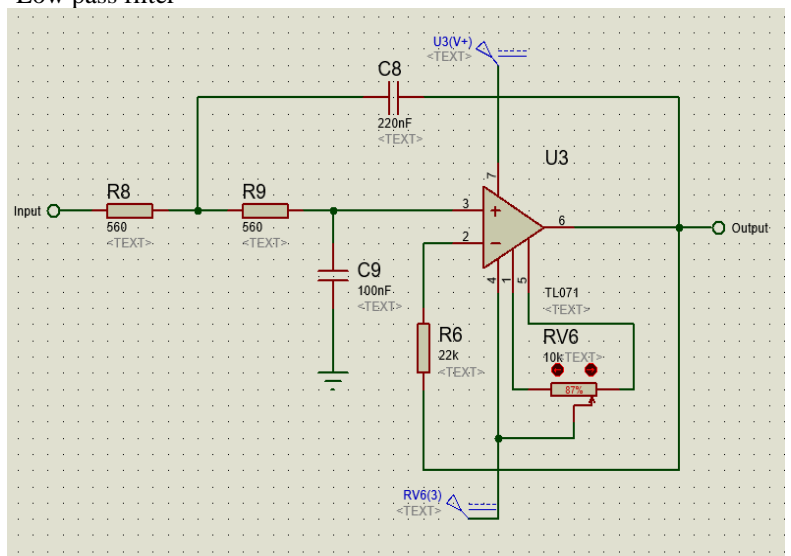 Low pass filter
U3(V+)
<TEXT>
C8
220nF
<TEXT>
U3
7
R8
560
<TEXT>
R9
560
<TEXT>
Input
3
2
6
Output
C9
100nF
<TEXT>
4
1
5
TL071
<TEXT>
R6
22k
<TEXT>
RV6
10k<TEXT>
87%
RV6(3)
<TEXT>